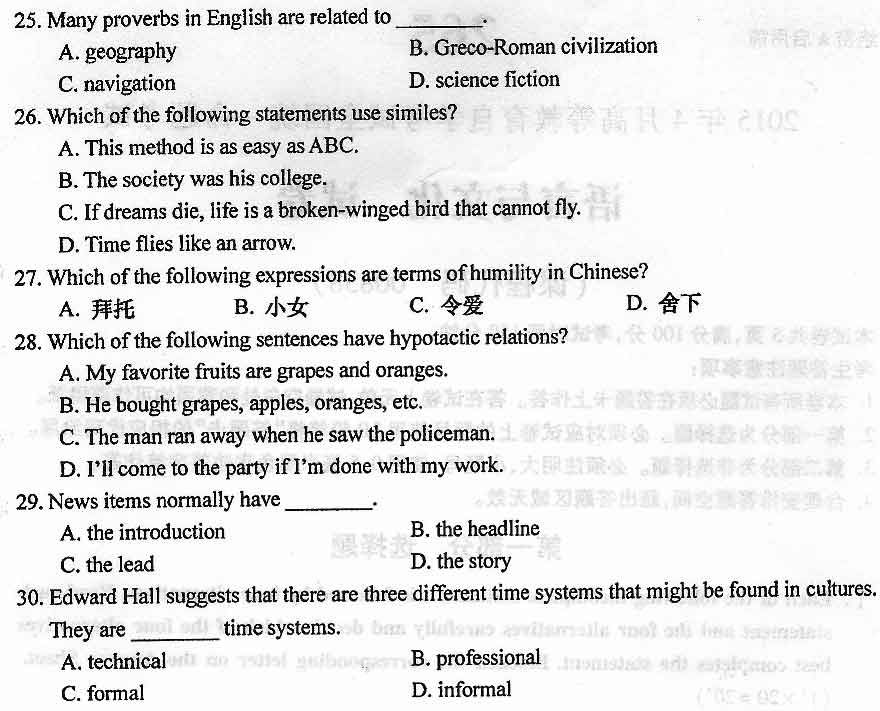 25. Many proverbs in English are related to ________.
A. geography B. Greco-Roman civilization
C. navigation D. science fiction
26. Which of the following statements use similes?
A. This method is as easy as ABC.
B. The society was his college.
C. If dreams die, life is a broken-winged bird that cannot fly.
D. Time flies like an arrow.
27. Which of the following expressions are terms of humility in Chinese?
A. 拜托 B. 小女 C. 令爱 D. 舍下
28. Which of the following sentences have hypotactic relations?
A. My favorite fruits are grapes and oranges.
B. He bought grapes, apples, oranges, etc.
C. The man ran away when he saw the policeman.
D. I'll come to the party if I'm done with my work.
29. News items normally have ________.
A. the introduction B. the headline
C. the lead D. the story
30. Edward Hall suggests that there are three different time systems that might be found in cultures.
They are ________ time systems.
A. technical B. professional
C. formal D. informal